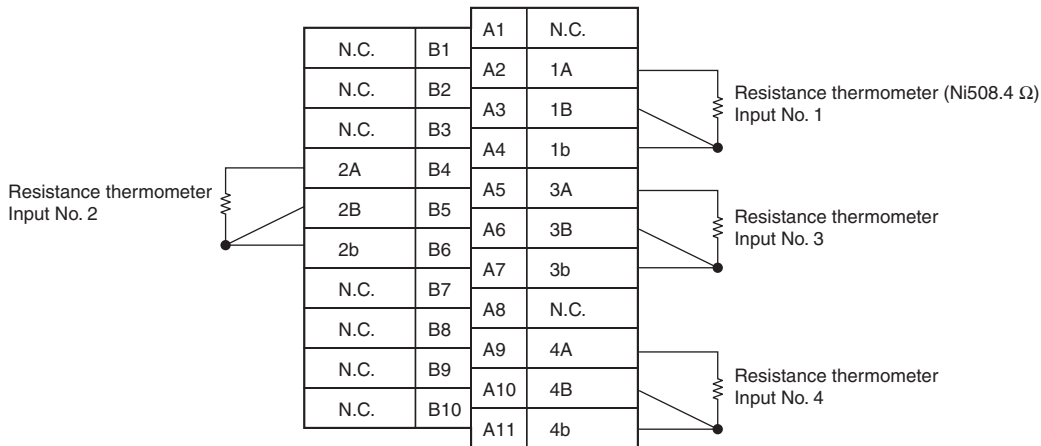 A1 N.C.
N.C. B1
A2 1A
N.C. B2
A3 1B
N.C. B3
A4 1b
2A B4
A5 3A
2B B5
A6 3B
2b B6
A7 3b
N.C. B7
A8 N.C.
N.C. B8
A9 4A
N.C. B9
A10 4B
N.C. B10
A11 4b
Resistance thermometer (Ni508.4 Ω)
Input No. 1
Resistance thermometer
Input No. 2
Resistance thermometer
Input No. 3
Resistance thermometer
Input No. 4